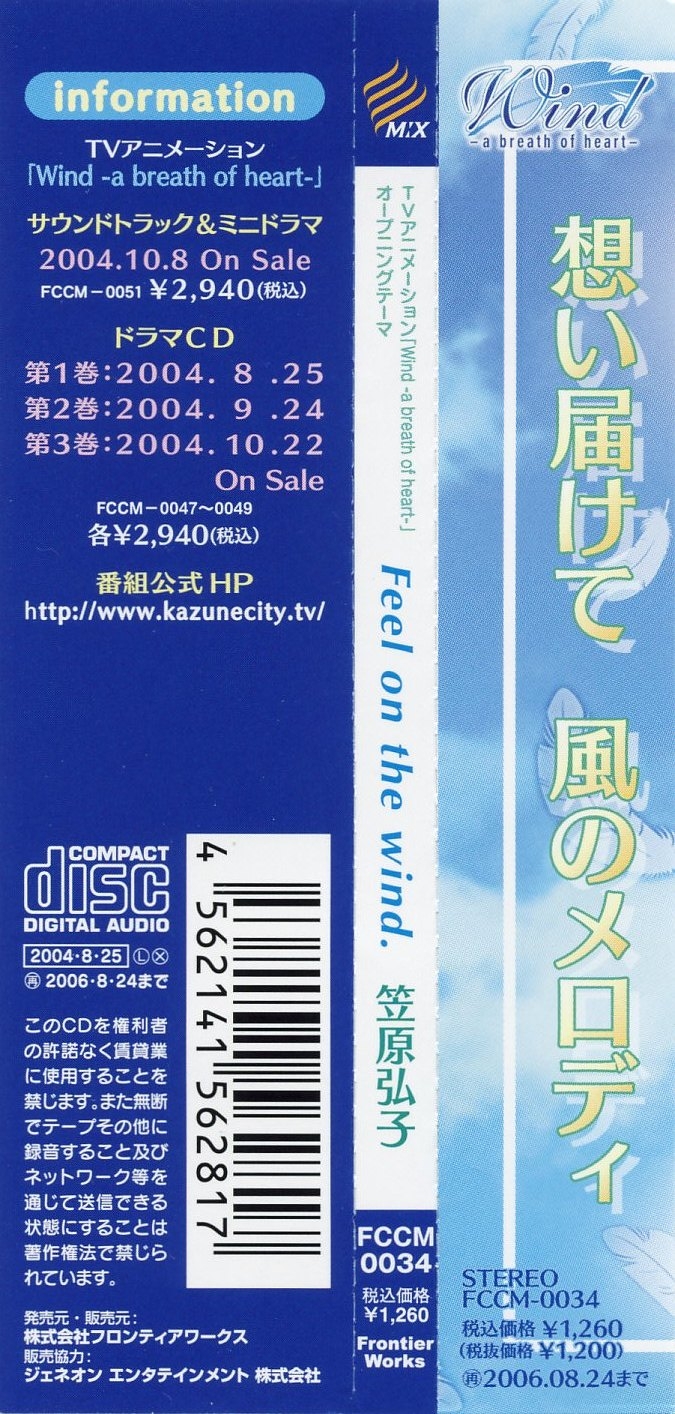 information
TVアニメーション
「Wind -a breath of heart-」
サウンドトラック&ミニドラマ
2004.10.8 On Sale
FCCM－0051 ¥2,940(税込)
ドラマCD
第1巻:2004. 8 .25
第2巻:2004. 9 .24
第3巻:2004.10.22
On Sale
FCCM－0047～0049
各¥2,940(税込)
番組公式HP
http://www.kazunecity.tv/
COMPACT
disc
DIGITAL AUDIO
2004・8・25 Ⓛ Ⓧ
㊣ 2006・8・24まで
このCDを権利者
の許諾なく賃貸業
に使用することを
禁じます。また無断
でテープその他に
録音すること及び
ネットワーク等を
通じて送信できる
状態にすることは
著作権法で禁じら
れています。
発売元・販売元:
株式会社フロンティアワークス
販売協力:
ジェネオン エンタテインメント 株式会社
4 562141 562817
MIX
TVアニメーション「Wind -a breath of heart-」
オープニングテーマ
Feel on the wind.
笠原弘子
FCCM
0034
税込価格
¥1,260
Frontier
Works
Wind
-a breath of heart-
想い届けて 風のメロディ
STEREO
FCCM-0034
税込価格 ¥1,260
(税抜価格 ¥1,200)
再2006.08.24まで